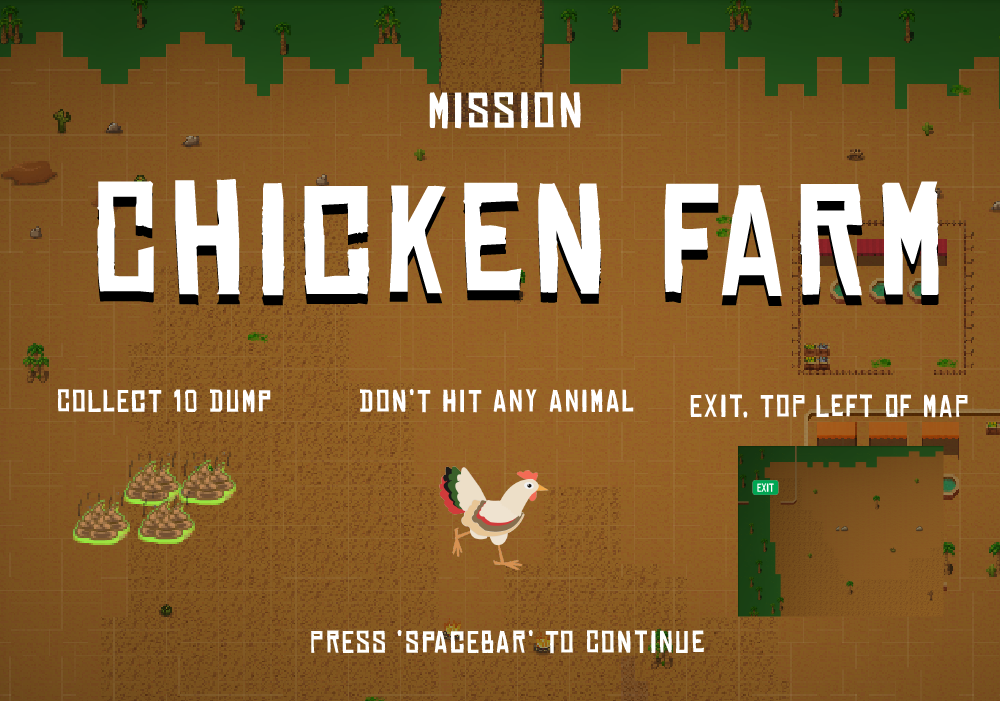 MISSION
CHICKEN FARM
COLLECT 10 DUMP
DON'T HIT ANY ANIMAL
EXIT, TOP LEFT OF MAP
EXIT
PRESS 'SPACEBAR' TO CONTINUE